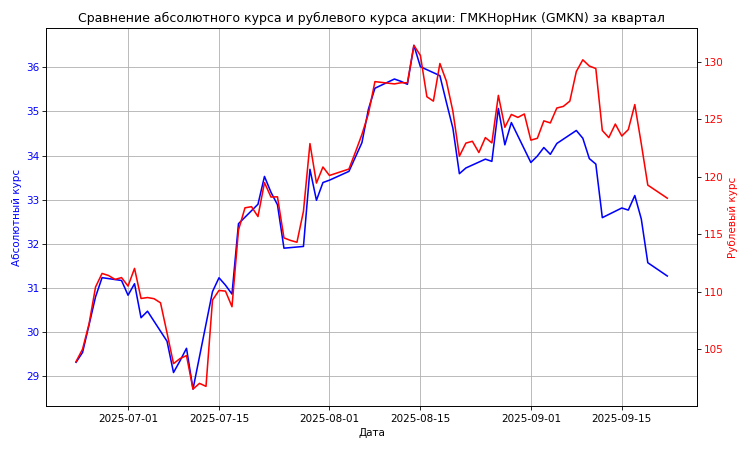 Сравнение абсолютного курса и рублевого курса акции: ГМКНорНик (GMKN) за квартал
36
35
34
33
32
31
30
29
Абсолютный курс
130
125
120
115
110
105
Рублевый курс
2025-07-01 2025-07-15 2025-08-01 2025-08-15 2025-09-01 2025-09-15
Дата